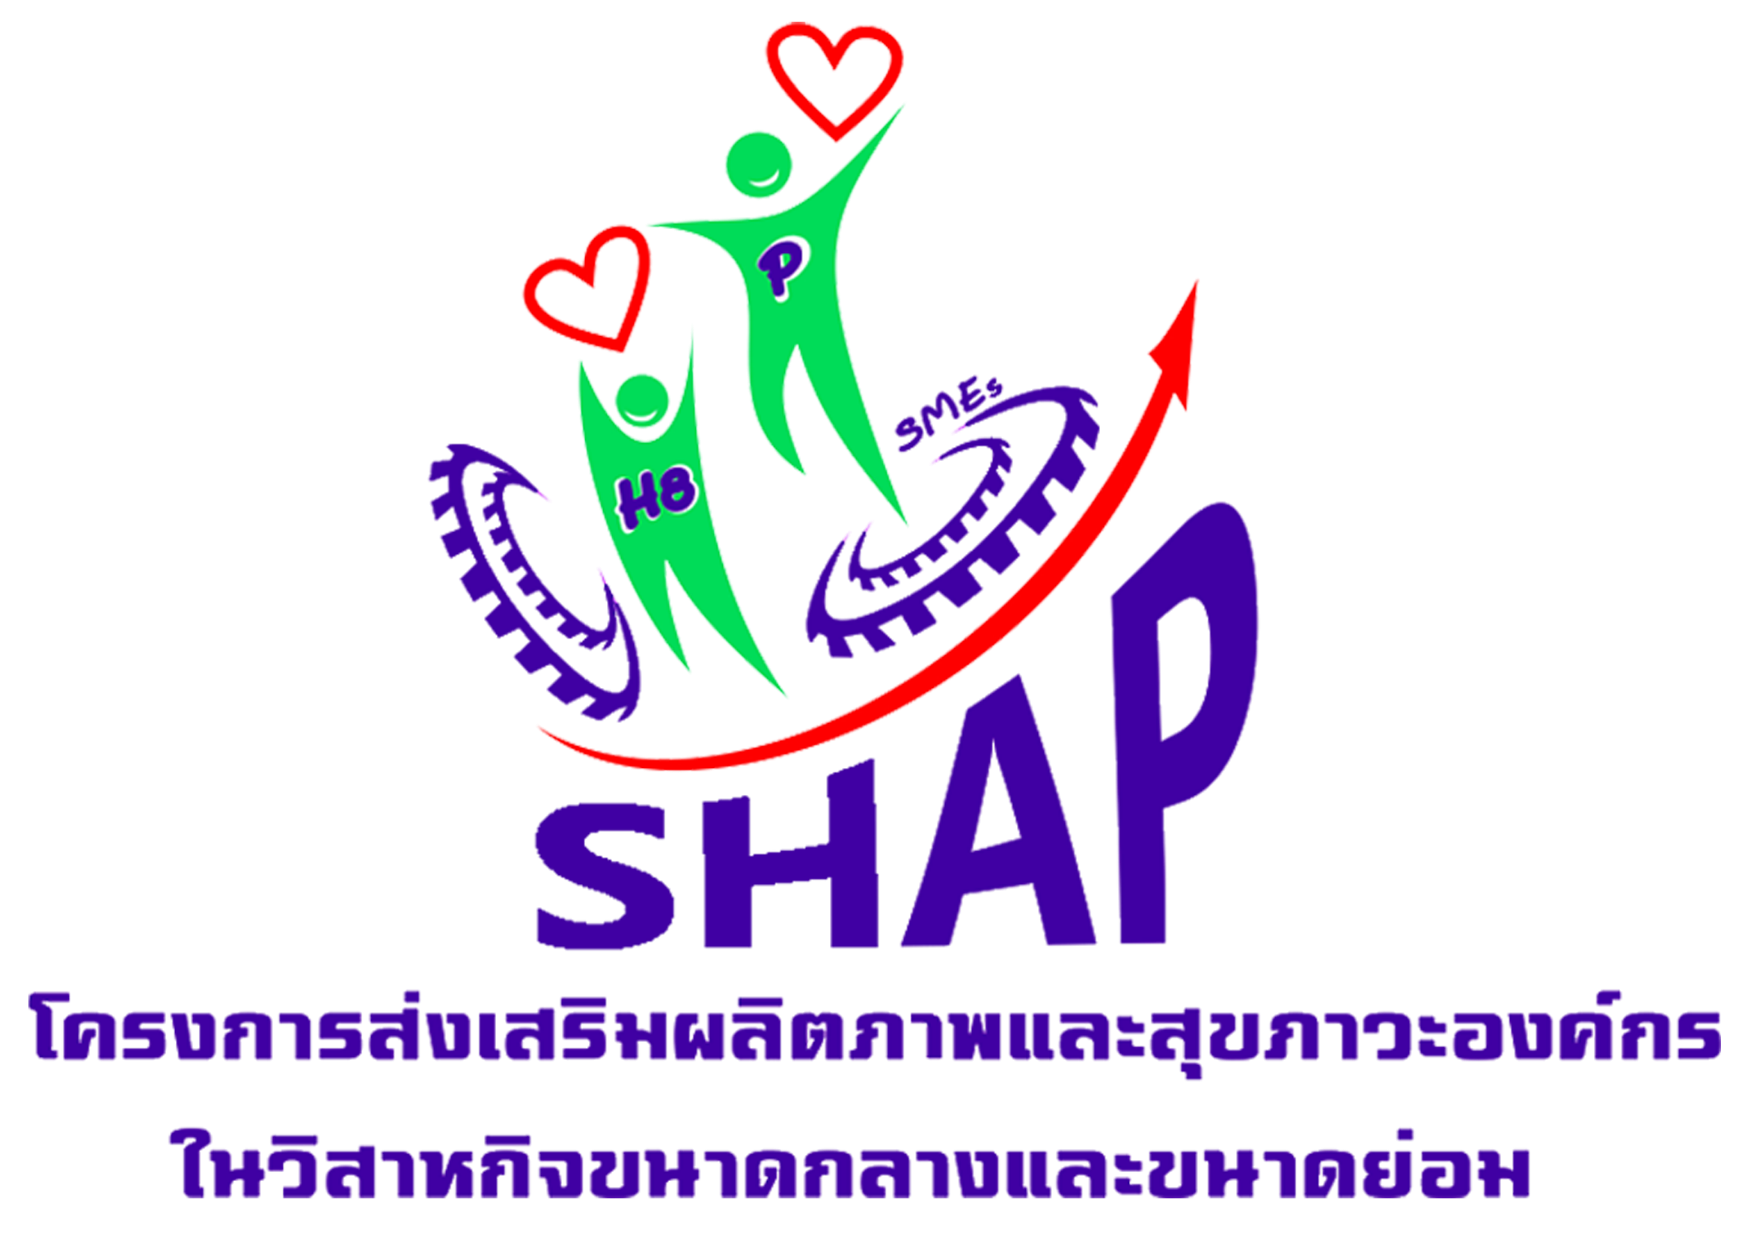 P
SMEs
H8
SHAP
โครงการส่งเสริมผลิตภาพและสุขภาวะองค์กร
ในวิสาหกิจขนาดกลางและขนาดย่อม